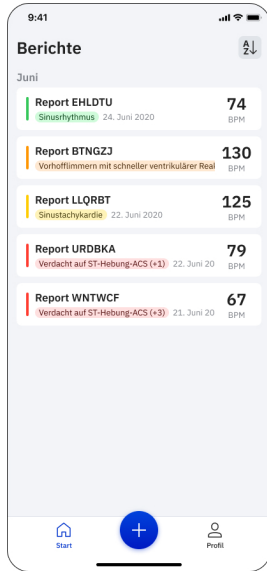 9:41
Berichte
A
Z
Juni
Report EHLDTU
74
Sinusrhythmus 24. Juni 2020
BPM
Report BTNGZJ
130
Vorhofflimmern mit schneller ventrikulärer Real
BPM
Report LLQRBT
125
Sinustachykardie 22. Juni 2020
BPM
Report URDBKA
79
Verdacht auf ST-Hebung-ACS (+1) 22. Juni 20
BPM
Report WNTWCF
67
Verdacht auf ST-Hebung-ACS (+3) 21. Juni 20
BPM
Start
Profil